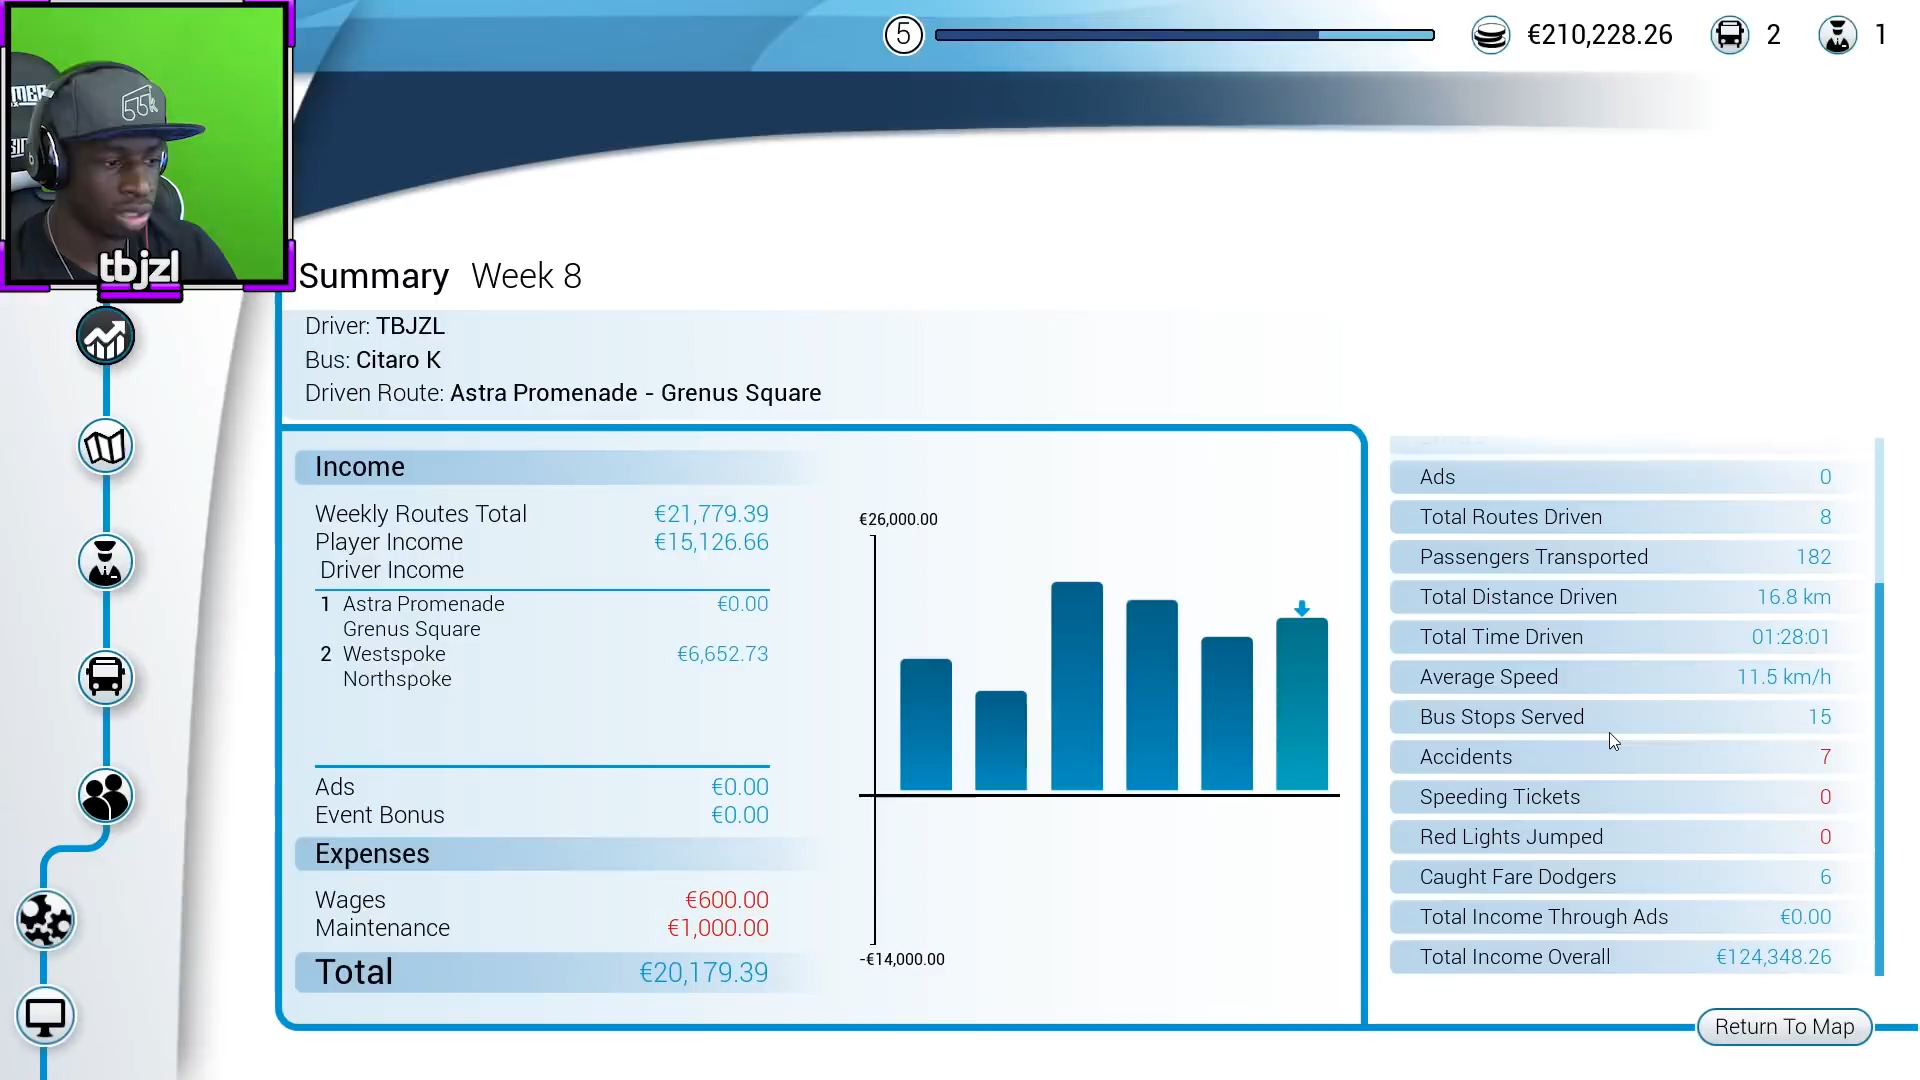 5
€210,228.26
2
1
55k
tbjzl
Summary Week 8
Driver: TBJZL
Bus: Citaro K
Driven Route: Astra Promenade - Grenus Square
Income
Weekly Routes Total €21,779.39
Player Income €15,126.66
Driver Income
1 Astra Promenade €0.00
Grenus Square
2 Westspoke €6,652.73
Northspoke
Ads €0.00
Event Bonus €0.00
Expenses
Wages €600.00
Maintenance €1,000.00
Total €20,179.39
€26,000.00
-€14,000.00
Ads 0
Total Routes Driven 8
Passengers Transported 182
Total Distance Driven 16.8 km
Total Time Driven 01:28:01
Average Speed 11.5 km/h
Bus Stops Served 15
Accidents 7
Speeding Tickets 0
Red Lights Jumped 0
Caught Fare Dodgers 6
Total Income Through Ads €0.00
Total Income Overall €124,348.26
Return To Map